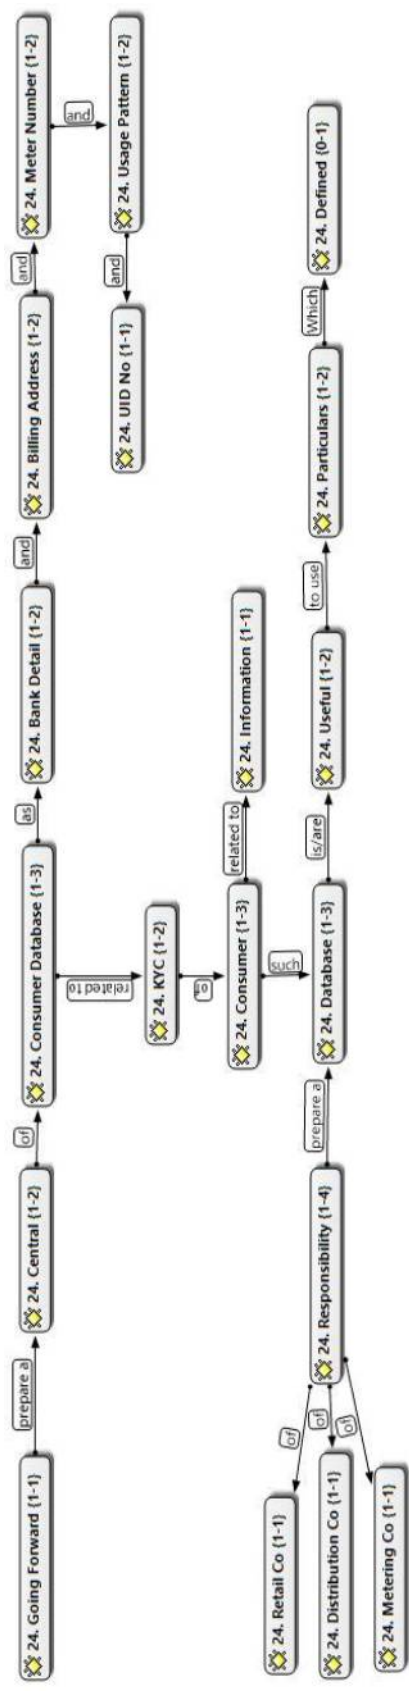 24. Going Forward {1-1}
prepare a
24. Central {1-2}
of
24. Consumer Database {1-3}
as
24. Bank Detail {1-2}
and
24. Billing Address {1-2}
and
24. Meter Number {1-2}
and
24. Usage Pattern {1-2}
and
24. UID No {1-1}
related to
24. KYC {1-2}
of
24. Consumer {1-3}
related to
24. Information {1-1}
such
24. Retail Co {1-1}
of
24. Distribution Co {1-1}
of
24. Metering Co {1-1}
of
24. Responsibility {1-4}
prepare a
24. Database {1-3}
is/are
24. Useful {1-2}
to use
24. Particulars {1-2}
Which
24. Defined {0-1}